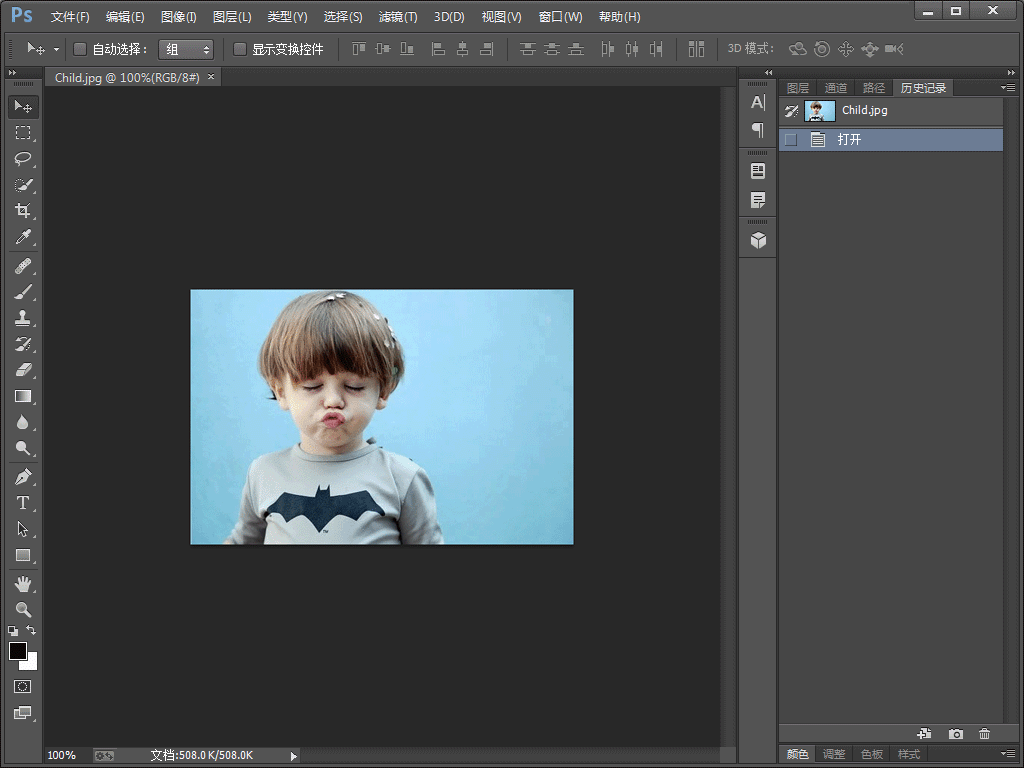 Ps 文件(F) 编辑(E) 图像(I) 图层(L) 类型(Y) 选择(S) 滤镜(T) 3D(D) 视图(V) 窗口(W) 帮助(H)
自动选择： 组 显示变换控件 3D 模式：
Child.jpg @ 100%(RGB/8#) ×
图层 通道 路径 历史记录
Child.jpg
打开
T
A
™
100% 文档:508.0K/508.0K
颜色 调整 色板 样式